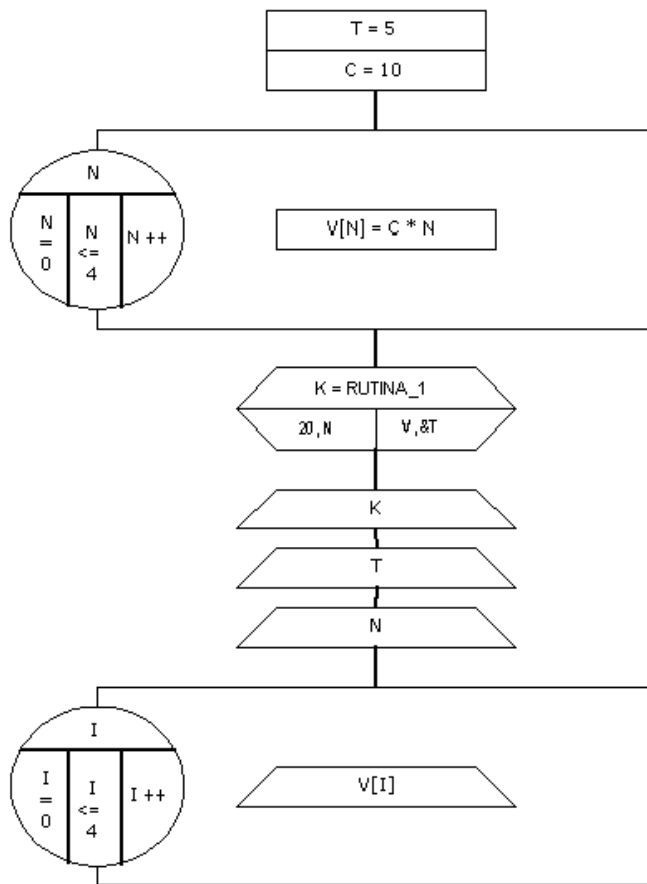 T = 5
C = 10
N
N
=
0
N
<=
4
N ++
V[N] = C * N
K = RUTINA_1
20,N
V,&T
K
T
N
I
I
=
0
I
<=
4
I ++
V[I]